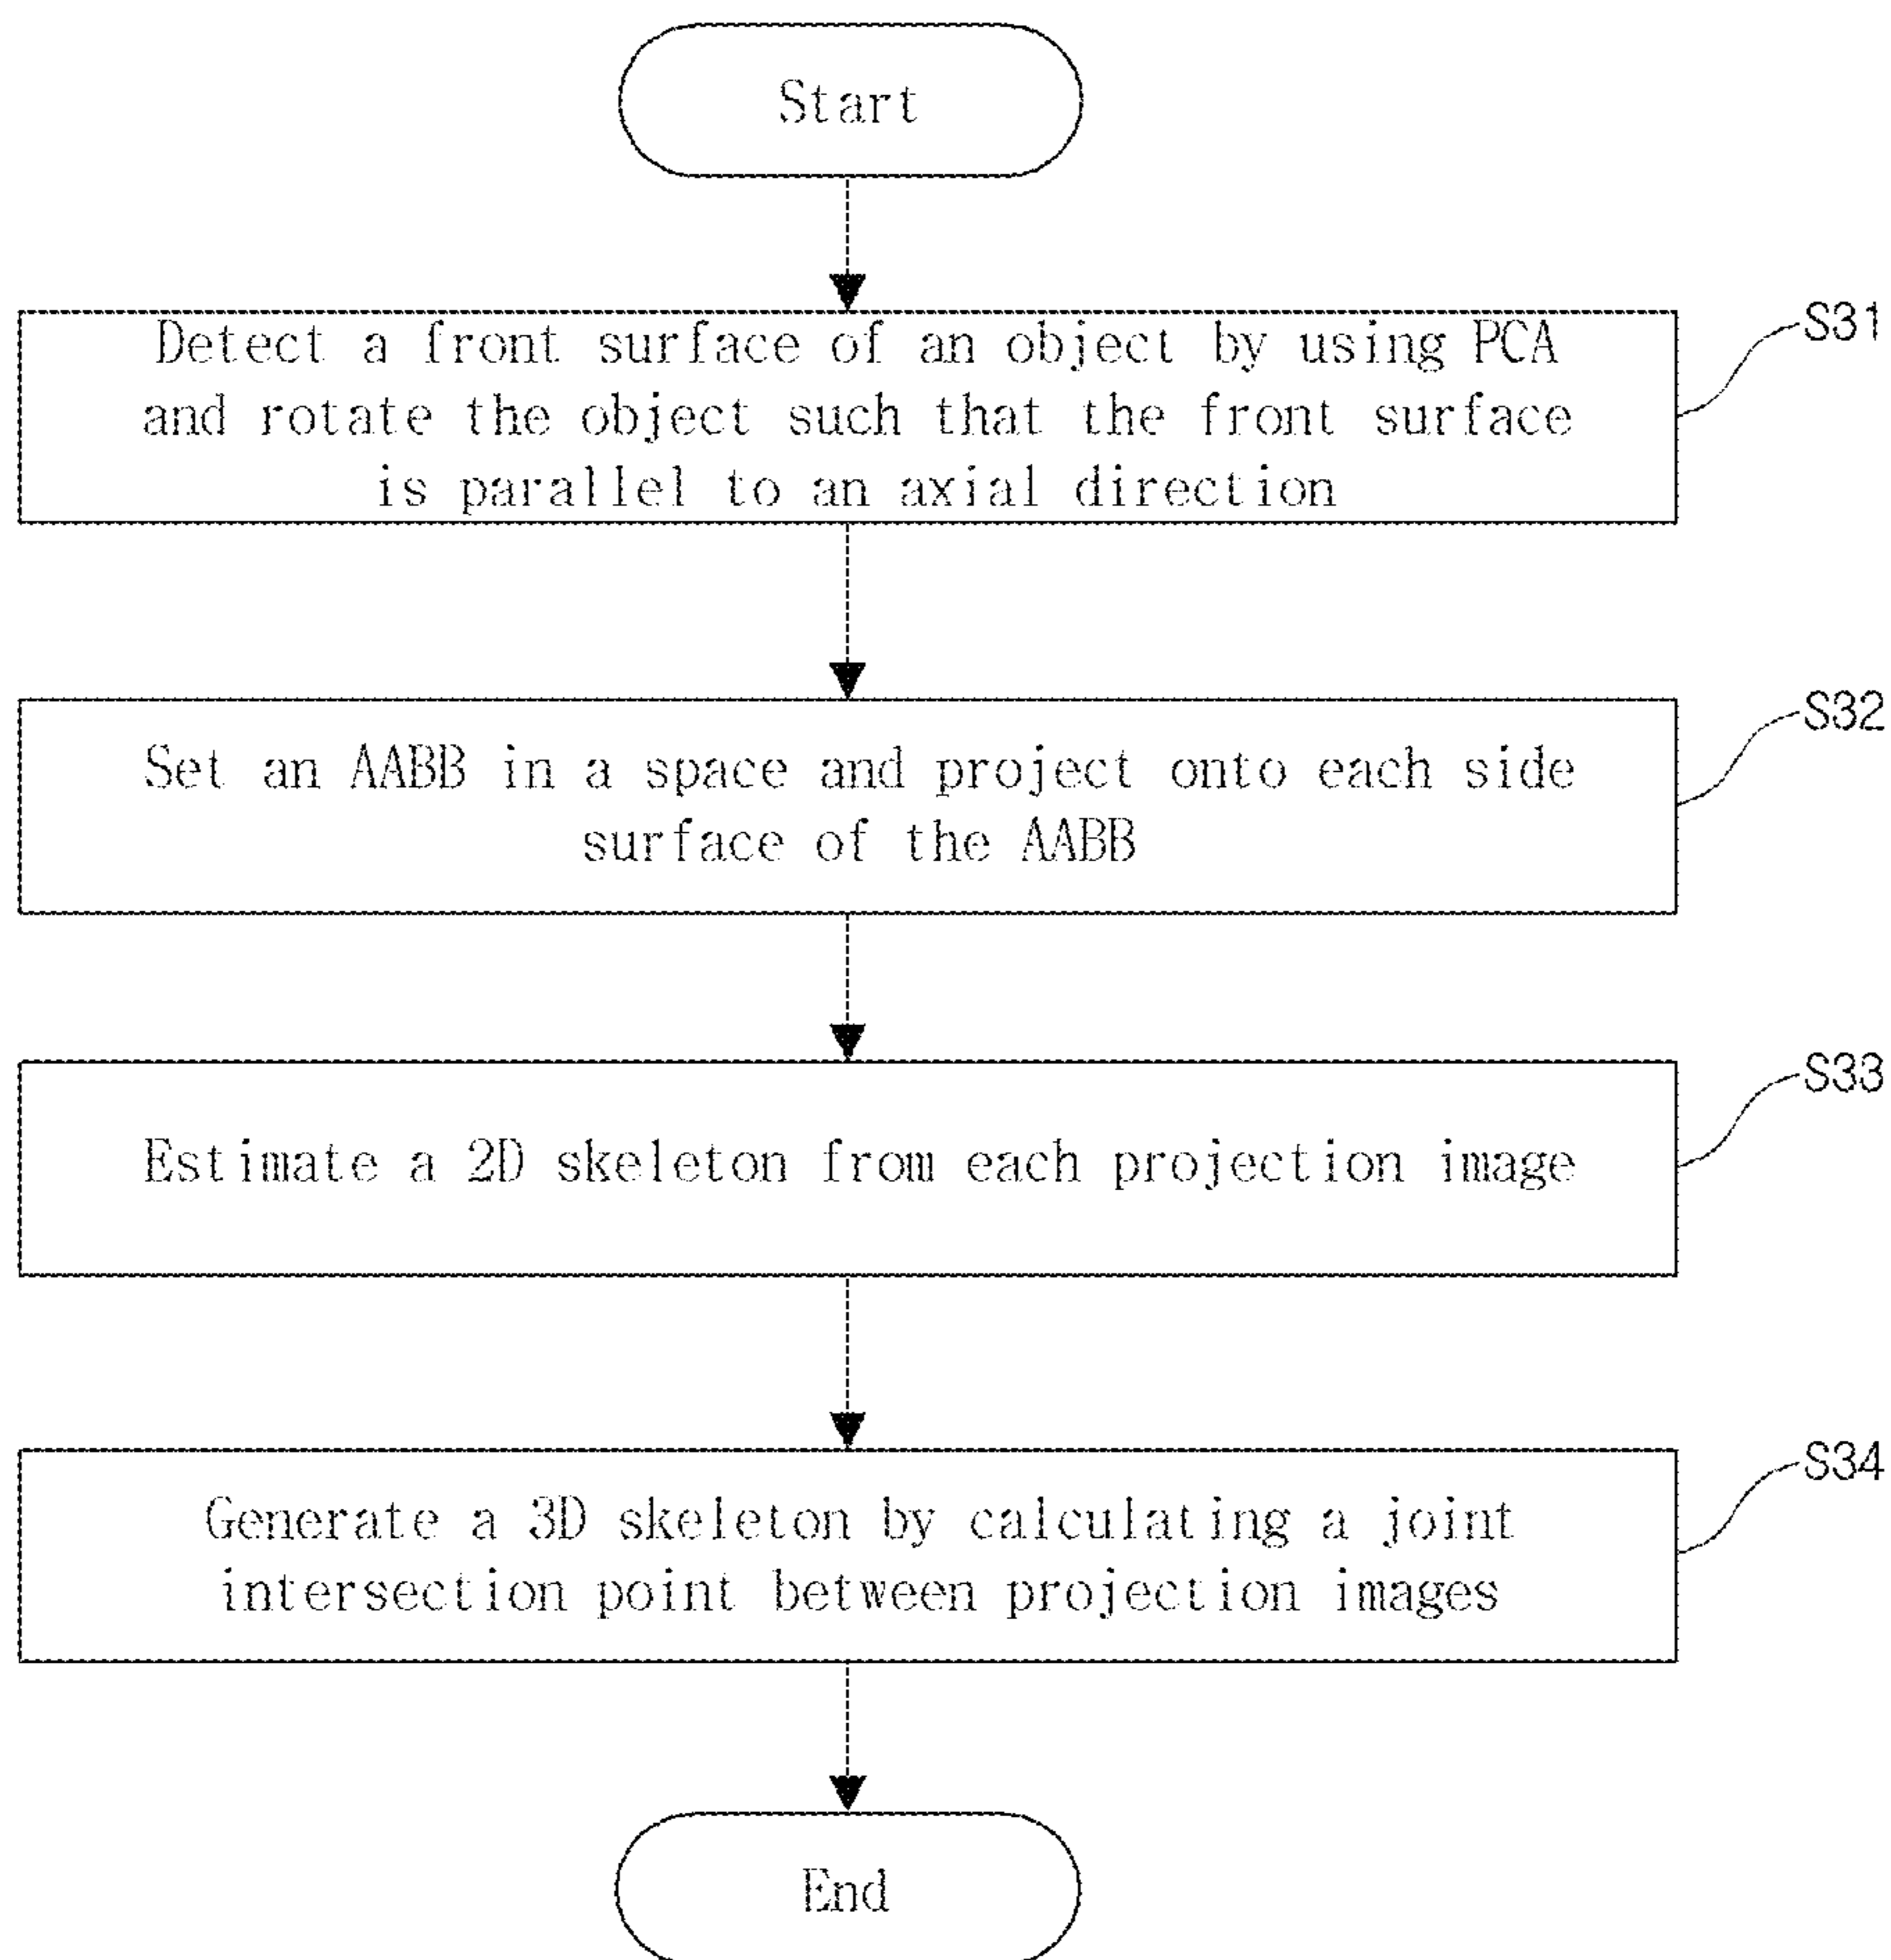 Start
Detect a front surface of an object by using PCA
and rotate the object such that the front surface
is parallel to an axial direction
S31
Set an AABB in a space and project onto each side
surface of the AABB
S32
Estimate a 2D skeleton from each projection image
S33
Generate a 3D skeleton by calculating a joint
intersection point between projection images
S34
End